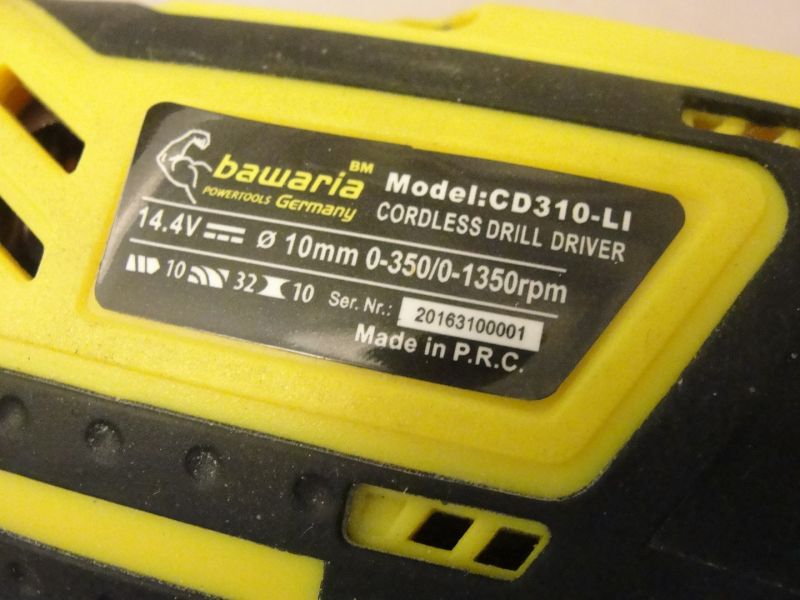 bawaria BM
POWERTOOLS Germany
Model:CD310-LI
CORDLESS DRILL DRIVER
14.4V Ø 10mm 0-350/0-1350rpm
10 32 10 Ser. Nr.: 20163100001
Made in P.R.C.